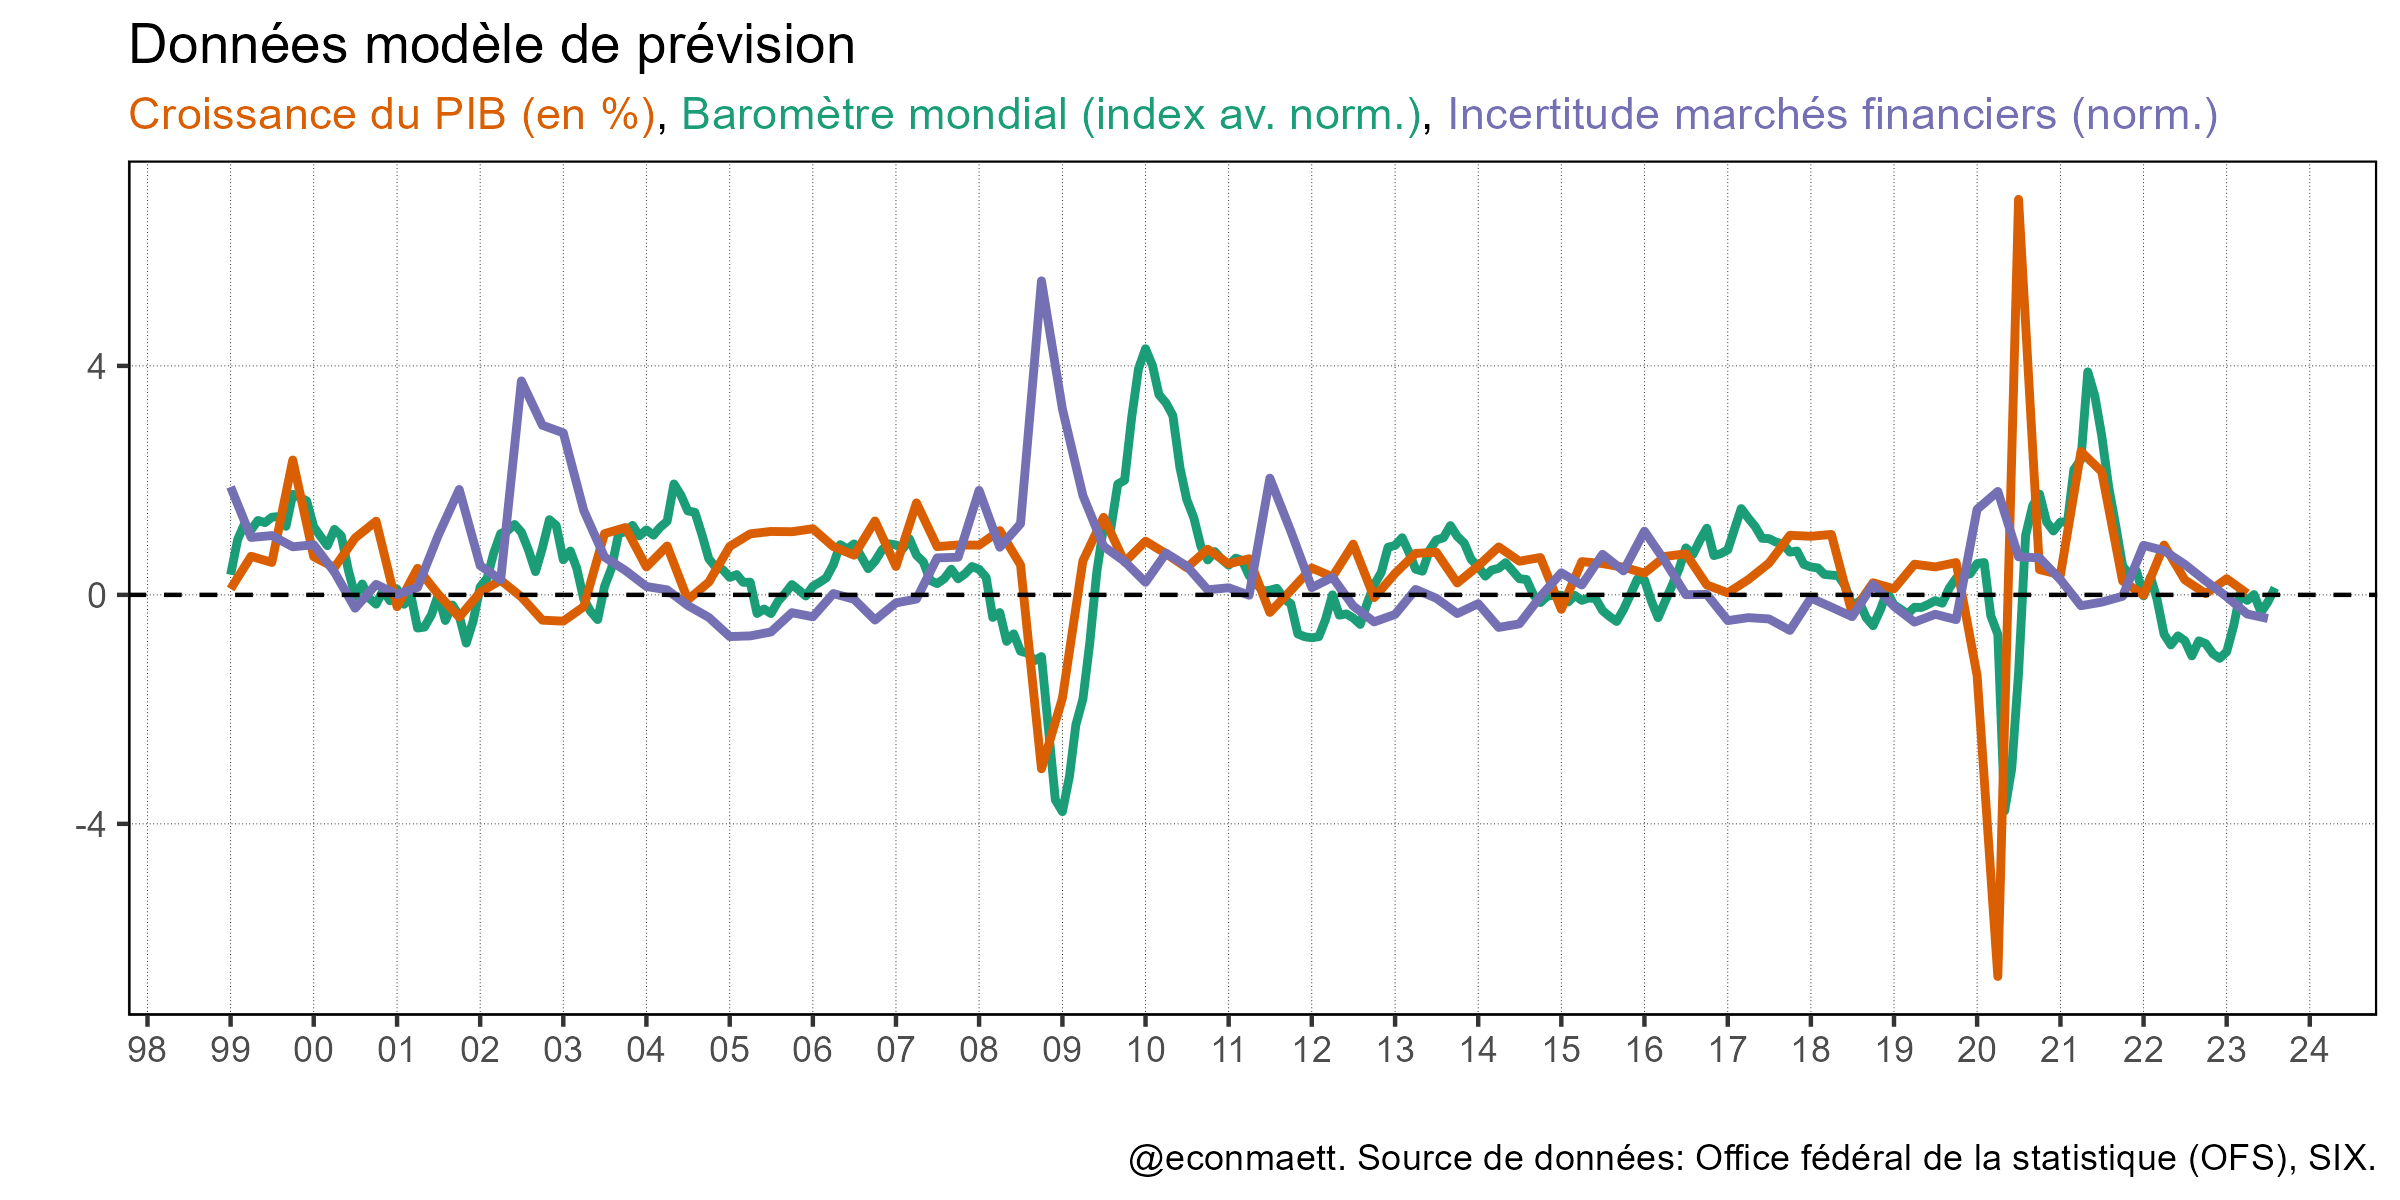 Données modèle de prévision
Croissance du PIB (en %), Baromètre mondial (index av. norm.), Incertitude marchés financiers (norm.)
4
0
-4
98 99 00 01 02 03 04 05 06 07 08 09 10 11 12 13 14 15 16 17 18 19 20 21 22 23 24
@econmaett. Source de données: Office fédéral de la statistique (OFS), SIX.